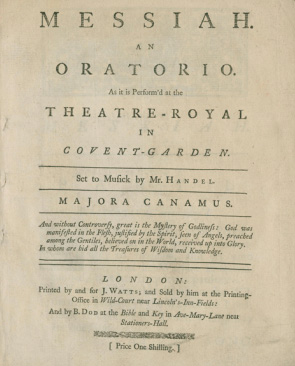 MESSIAH.
AN
ORATORIO.
As it is Perform'd at the
THEATRE-ROYAL
IN
COVENT-GARDEN.
Set to Musick by Mr. HANDEL.
MAJORA CANAMUS.
And without Controversy, great is the Mystery of Godliness: God was
manifested in the Flesh, justified by the Spirit, seen of Angels, preached
among the Gentiles, believed on in the World, received up into Glory.
In whom are hid all the Treasures of Wisdom and Knowledge.
LONDON:
Printed by and for J. WATTS; and Sold by him at the Printing-
Office in Wild-Court near Lincoln's-Inn-Fields:
And by B. DOD at the Bible and Key in Ave-Mary-Lane near
Stationers-Hall.
[ Price One Shilling. ]